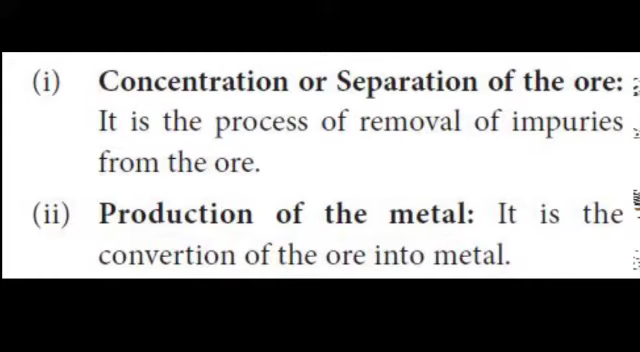 (i) Concentration or Separation of the ore:
It is the process of removal of impuries
from the ore.
(ii) Production of the metal: It is the
convertion of the ore into metal.